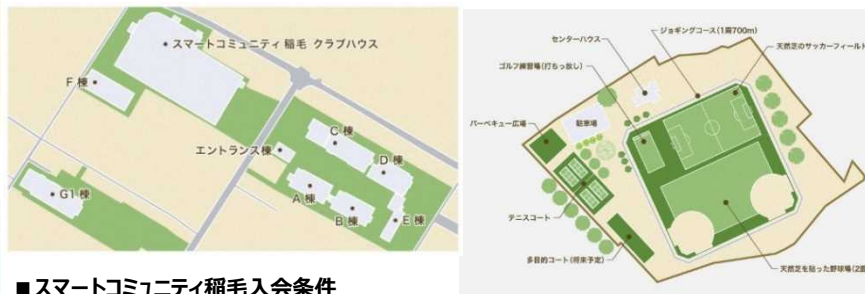 スマートコミュニティ 稲毛 クラブハウス
F 棟
エントランス棟
C 棟
D 棟
A 棟
B 棟
E 棟
G1 棟
センターハウス
ジョギングコース(1周700m)
天然芝のサッカーフィールド
ゴルフ練習場(打ちっ放し)
バーベキュー広場
駐車場
テニスコート
多目的コート(将来予定)
天然芝を貼った野球場(2面
■スマートコミュニティ稲毛入会条件